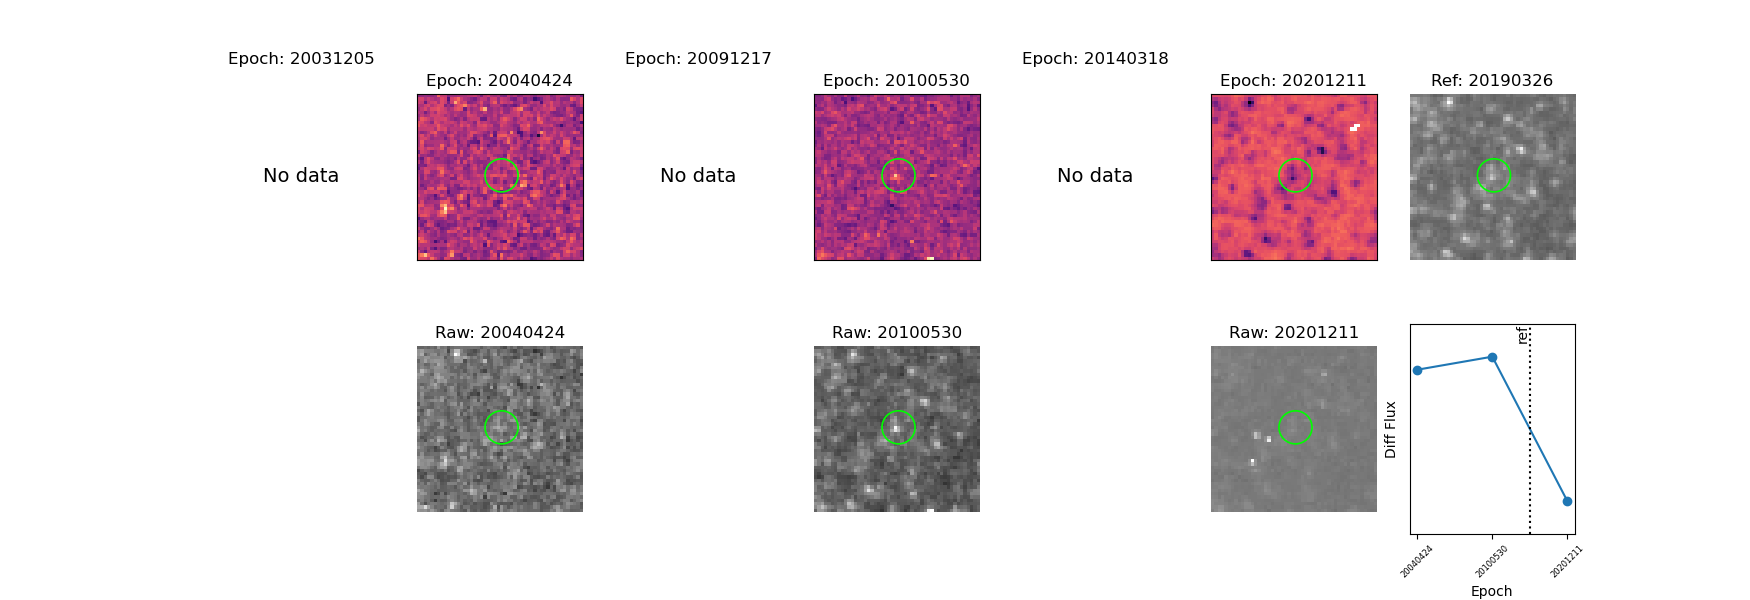 Epoch: 20031205
Epoch: 20040424
Epoch: 20091217
Epoch: 20100530
Epoch: 20140318
Epoch: 20201211
Ref: 20190326
No data
No data
No data
Raw: 20040424
Raw: 20100530
Raw: 20201211
ref
Diff Flux
20040424
20100530
20201211
Epoch